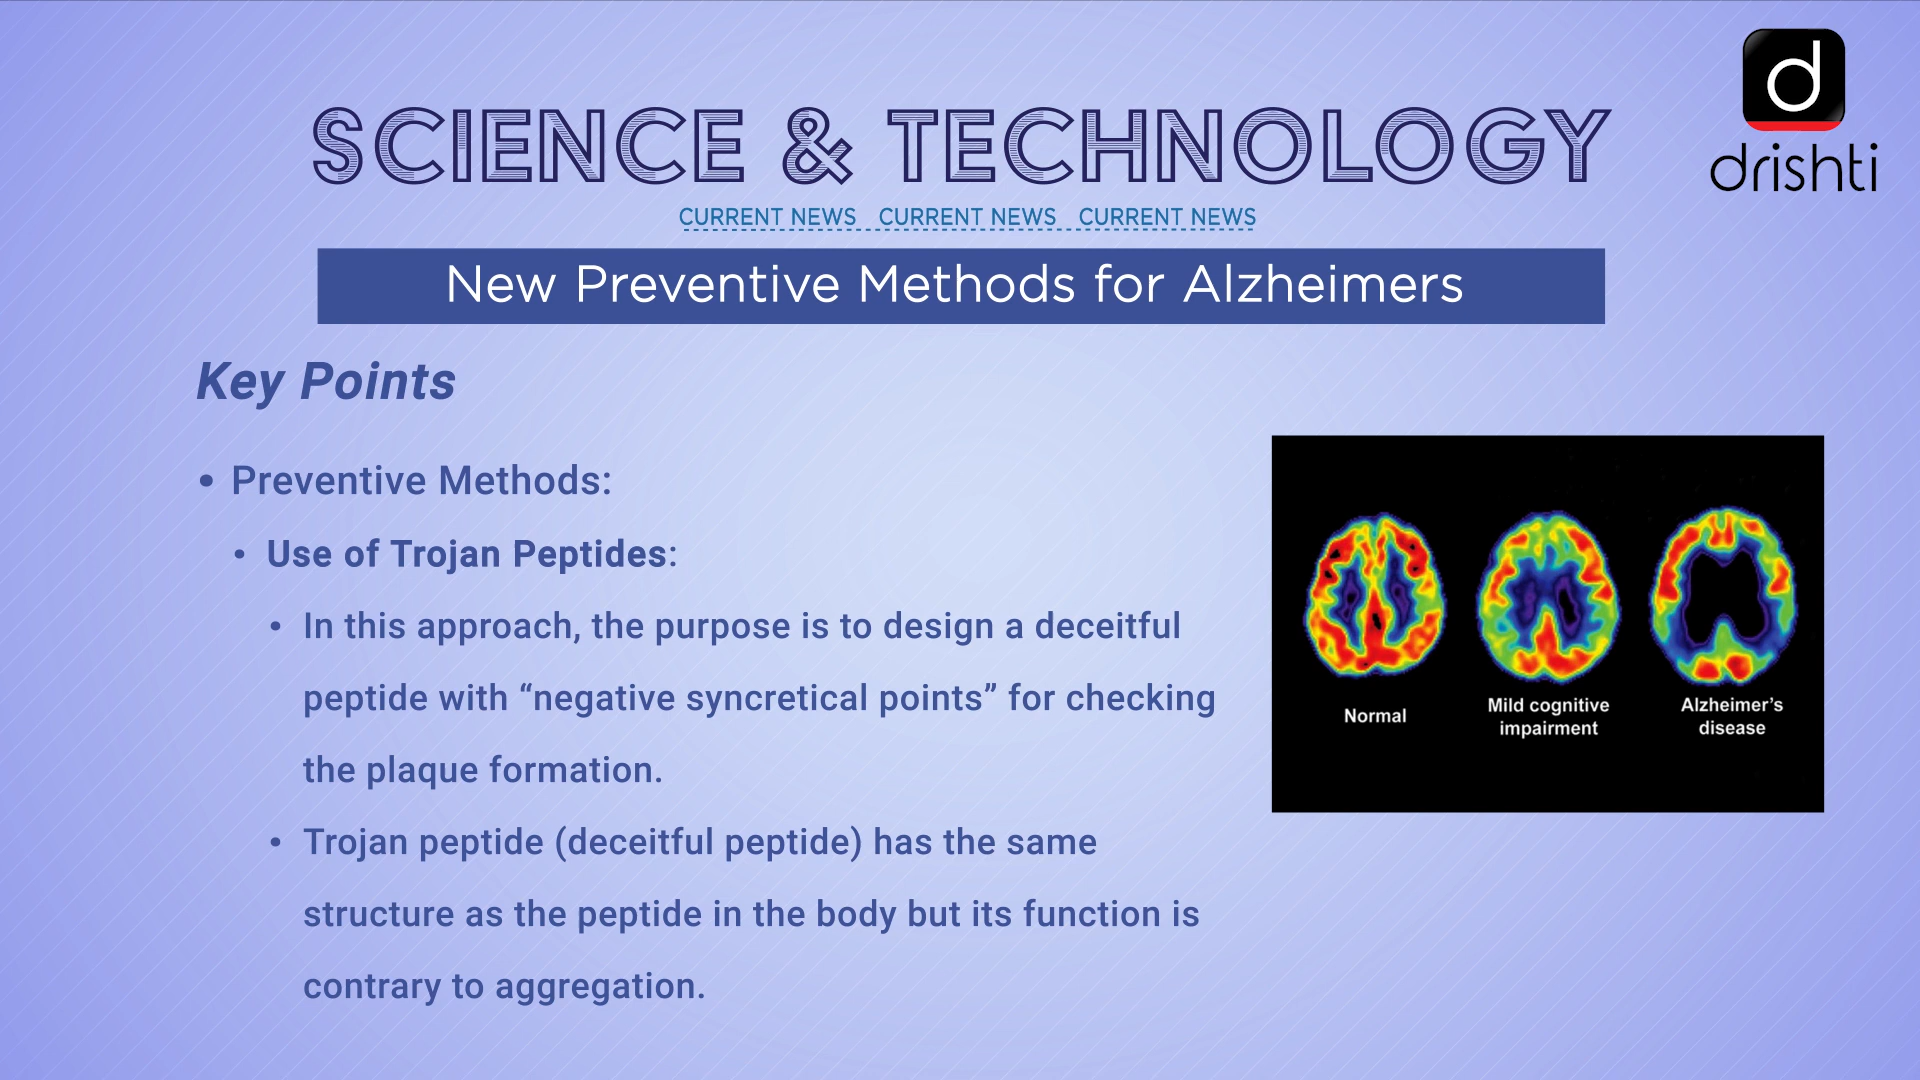 d
drishti
SCIENCE & TECHNOLOGY
CURRENT NEWS CURRENT NEWS CURRENT NEWS
New Preventive Methods for Alzheimers
Key Points
• Preventive Methods:
• Use of Trojan Peptides:
• In this approach, the purpose is to design a deceitful
peptide with “negative syncretical points” for checking
the plaque formation.
• Trojan peptide (deceitful peptide) has the same
structure as the peptide in the body but its function is
contrary to aggregation.
Normal
Mild cognitive
impairment
Alzheimer’s
disease